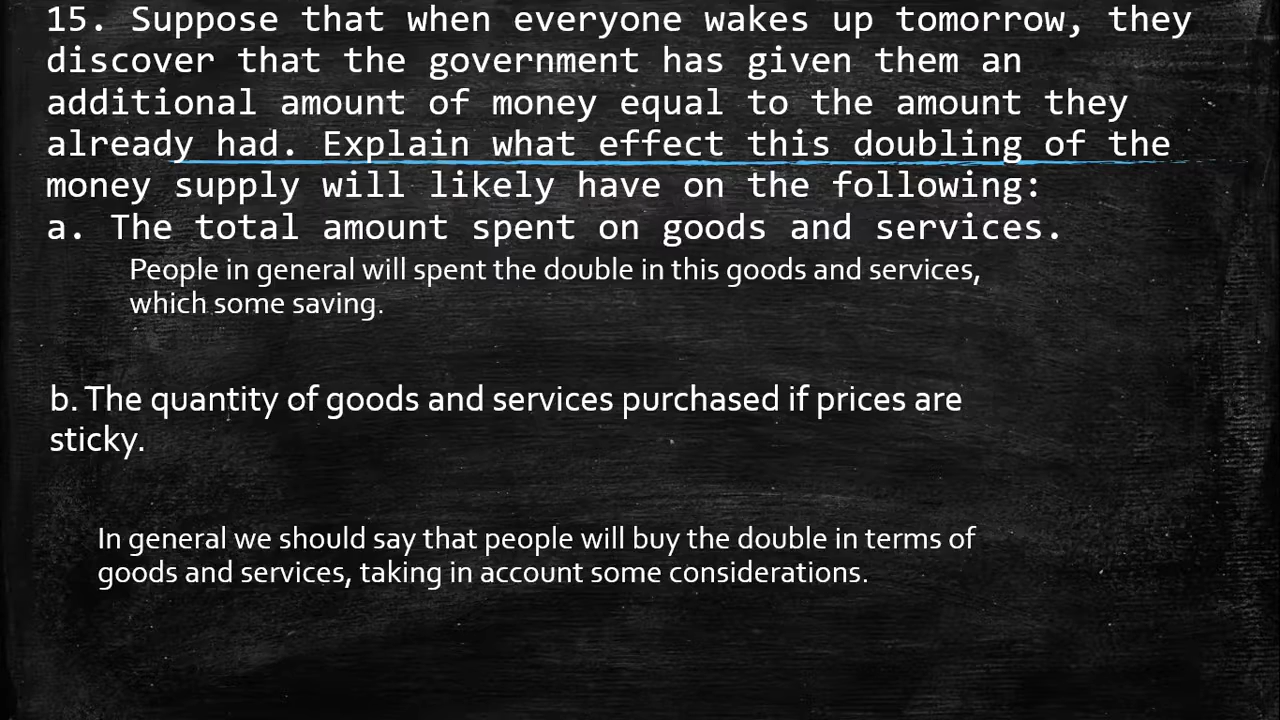 15. Suppose that when everyone wakes up tomorrow, they
discover that the government has given them an
additional amount of money equal to the amount they
already had. Explain what effect this doubling of the
money supply will likely have on the following:
a. The total amount spent on goods and services.
People in general will spent the double in this goods and services,
which some saving.
b. The quantity of goods and services purchased if prices are
sticky.
In general we should say that people will buy the double in terms of
goods and services, taking in account some considerations.